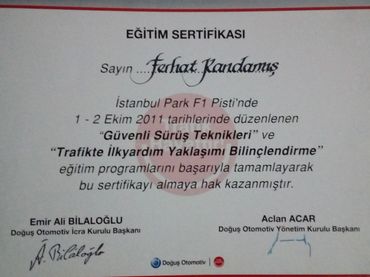 EĞİTİM SERTİFİKASI
Sayın ....Ferhat Kandamış
İstanbul Park F1 Pisti'nde
1 - 2 Ekim 2011 tarihlerinde düzenlenen
“Güvenli Sürüş Teknikleri” ve
“Trafikte İlkyardım Yaklaşımı Bilinçlendirme”
eğitim programlarını başarıyla tamamlayarak
bu sertifikayı almaya hak kazanmıştır.
Emir Ali BİLALOĞLU
Doğuş Otomotiv İcra Kurulu Başkanı
Aclan ACAR
Doğuş Otomotiv Yönetim Kurulu Başkanı
A. Bilaloğlu
Doğuş Otomotiv